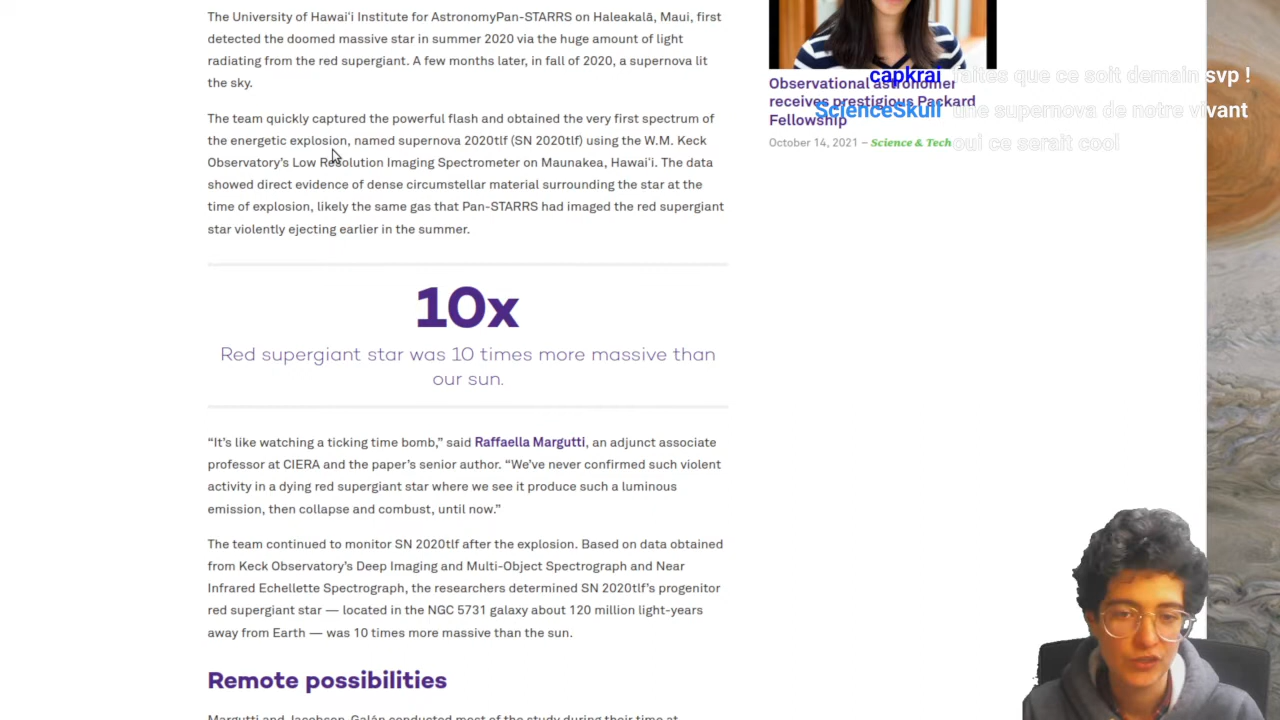 The University of Hawaiʻi Institute for AstronomyPan-STARRS on Haleakalā, Maui, first
detected the doomed massive star in summer 2020 via the huge amount of light
radiating from the red supergiant. A few months later, in fall of 2020, a supernova lit
the sky.
The team quickly captured the powerful flash and obtained the very first spectrum of
the energetic explosion, named supernova 2020tlf (SN 2020tlf) using the W.M. Keck
Observatory’s Low Resolution Imaging Spectrometer on Maunakea, Hawaiʻi. The data
showed direct evidence of dense circumstellar material surrounding the star at the
time of explosion, likely the same gas that Pan-STARRS had imaged the red supergiant
star violently ejecting earlier in the summer.
10x
Red supergiant star was 10 times more massive than
our sun.
“It’s like watching a ticking time bomb,” said Raffaella Margutti, an adjunct associate
professor at CIERA and the paper’s senior author. “We’ve never confirmed such violent
activity in a dying red supergiant star where we see it produce such a luminous
emission, then collapse and combust, until now.”
The team continued to monitor SN 2020tlf after the explosion. Based on data obtained
from Keck Observatory’s Deep Imaging and Multi-Object Spectrograph and Near
Infrared Echellette Spectrograph, the researchers determined SN 2020tlf’s progenitor
red supergiant star — located in the NGC 5731 galaxy about 120 million light-years
away from Earth — was 10 times more massive than the sun.
Remote possibilities
Margutti and Jacobson-Galán conducted most of the study during their time at
Observational astronomer
receives prestigious Packard
Fellowship
October 14, 2021 – Science & Tech
capkrai faites que ce soit demain svp !
ScienceSkull une supernova de notre vivant
oui ce serait cool